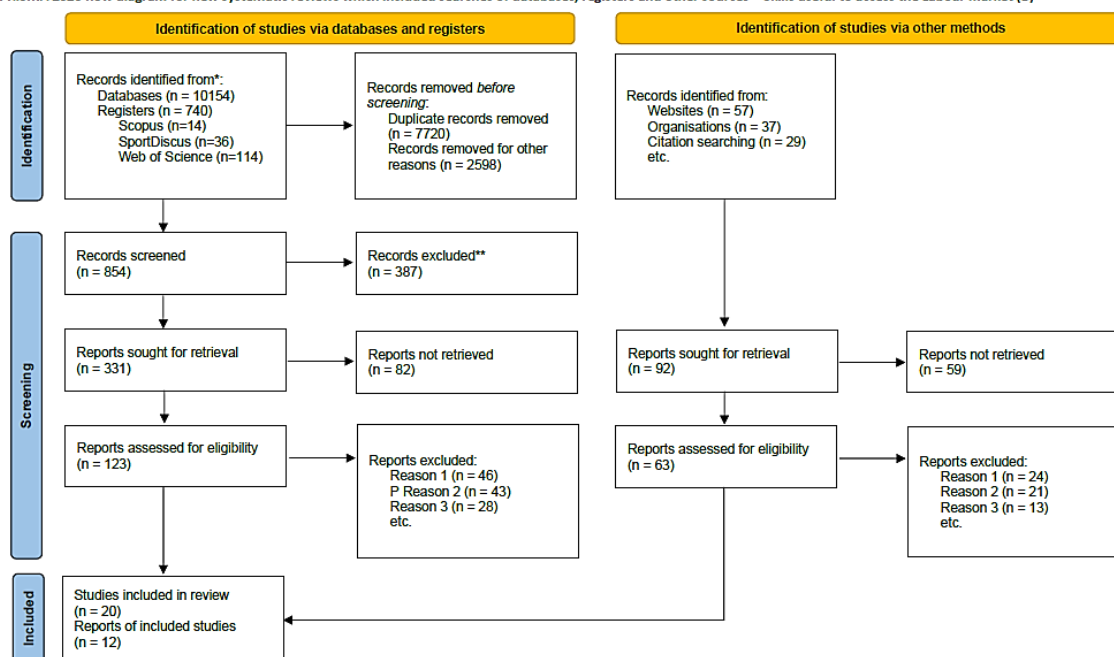 Identification of studies via databases and registers
Identification of studies via other methods
Identification
Records identified from*:
Databases (n = 10154)
Registers (n = 740)
Scopus (n=14)
SportDiscus (n=36)
Web of Science (n=114)
Records removed before
screening:
Duplicate records removed
(n = 7720)
Records removed for other
reasons (n = 2598)
Records identified from:
Websites (n = 57)
Organisations (n = 37)
Citation searching (n = 29)
etc.
Screening
Records screened
(n = 854)
Records excluded**
(n = 387)
Reports sought for retrieval
(n = 331)
Reports not retrieved
(n = 82)
Reports sought for retrieval
(n = 92)
Reports not retrieved
(n = 59)
Reports assessed for eligibility
(n = 123)
Reports excluded:
Reason 1 (n = 46)
P Reason 2 (n = 43)
Reason 3 (n = 28)
etc.
Reports assessed for eligibility
(n = 63)
Reports excluded:
Reason 1 (n = 24)
Reason 2 (n = 21)
Reason 3 (n = 13)
etc.
Included
Studies included in review
(n = 20)
Reports of included studies
(n = 12)